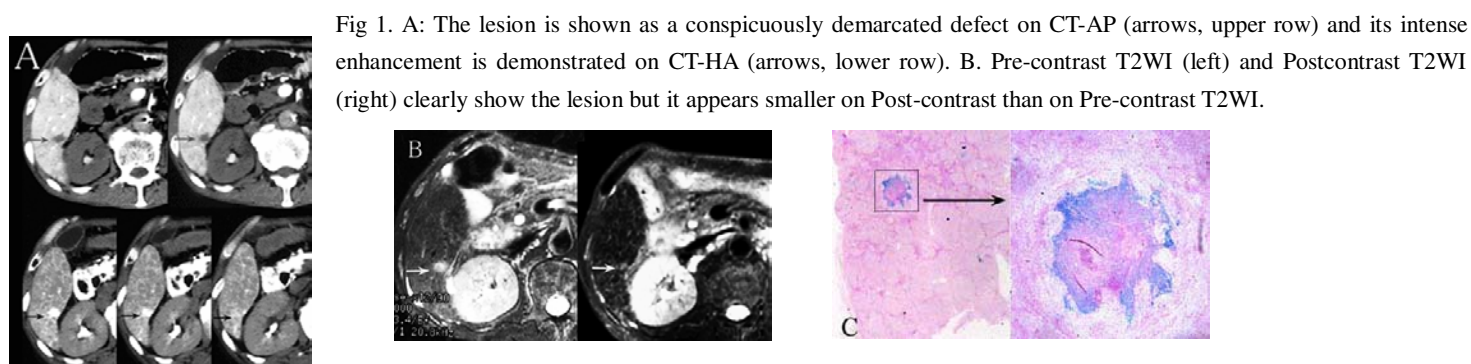 Fig 1. A: The lesion is shown as a conspicuously demarcated defect on CT-AP (arrows, upper row) and its intense
enhancement is demonstrated on CT-HA (arrows, lower row). B. Pre-contrast T2WI (left) and Postcontrast T2WI
(right) clearly show the lesion but it appears smaller on Post-contrast than on Pre-contrast T2WI.
A
B
C